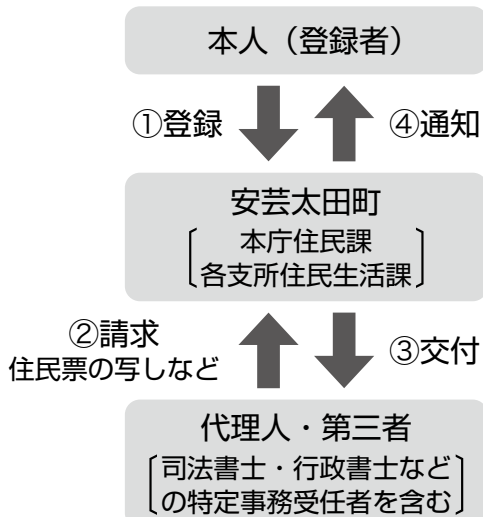 本人（登録者）
①登録
④通知
安芸太田町
本庁住民課
各支所住民生活課
②請求
住民票の写しなど
③交付
代理人・第三者
司法書士・行政書士など
の特定事務受任者を含む